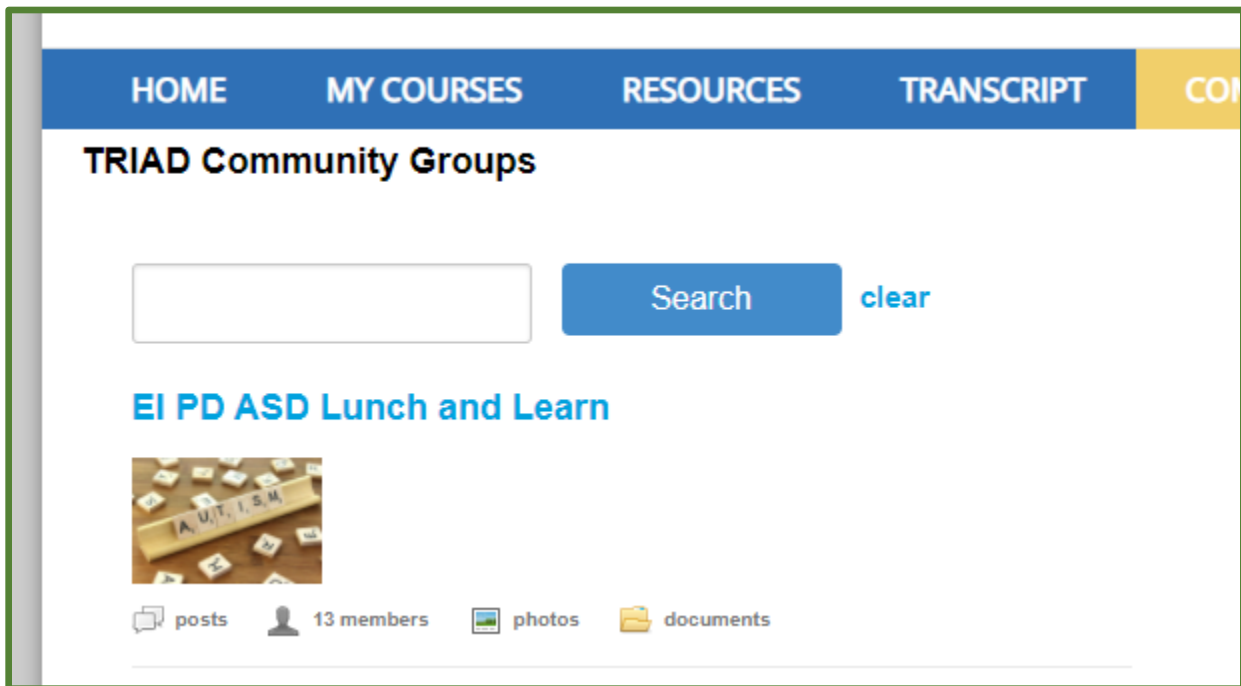 HOME MY COURSES RESOURCES TRANSCRIPT
TRIAD Community Groups
Search clear
EI PD ASD Lunch and Learn
AUTISM
posts 13 members photos documents